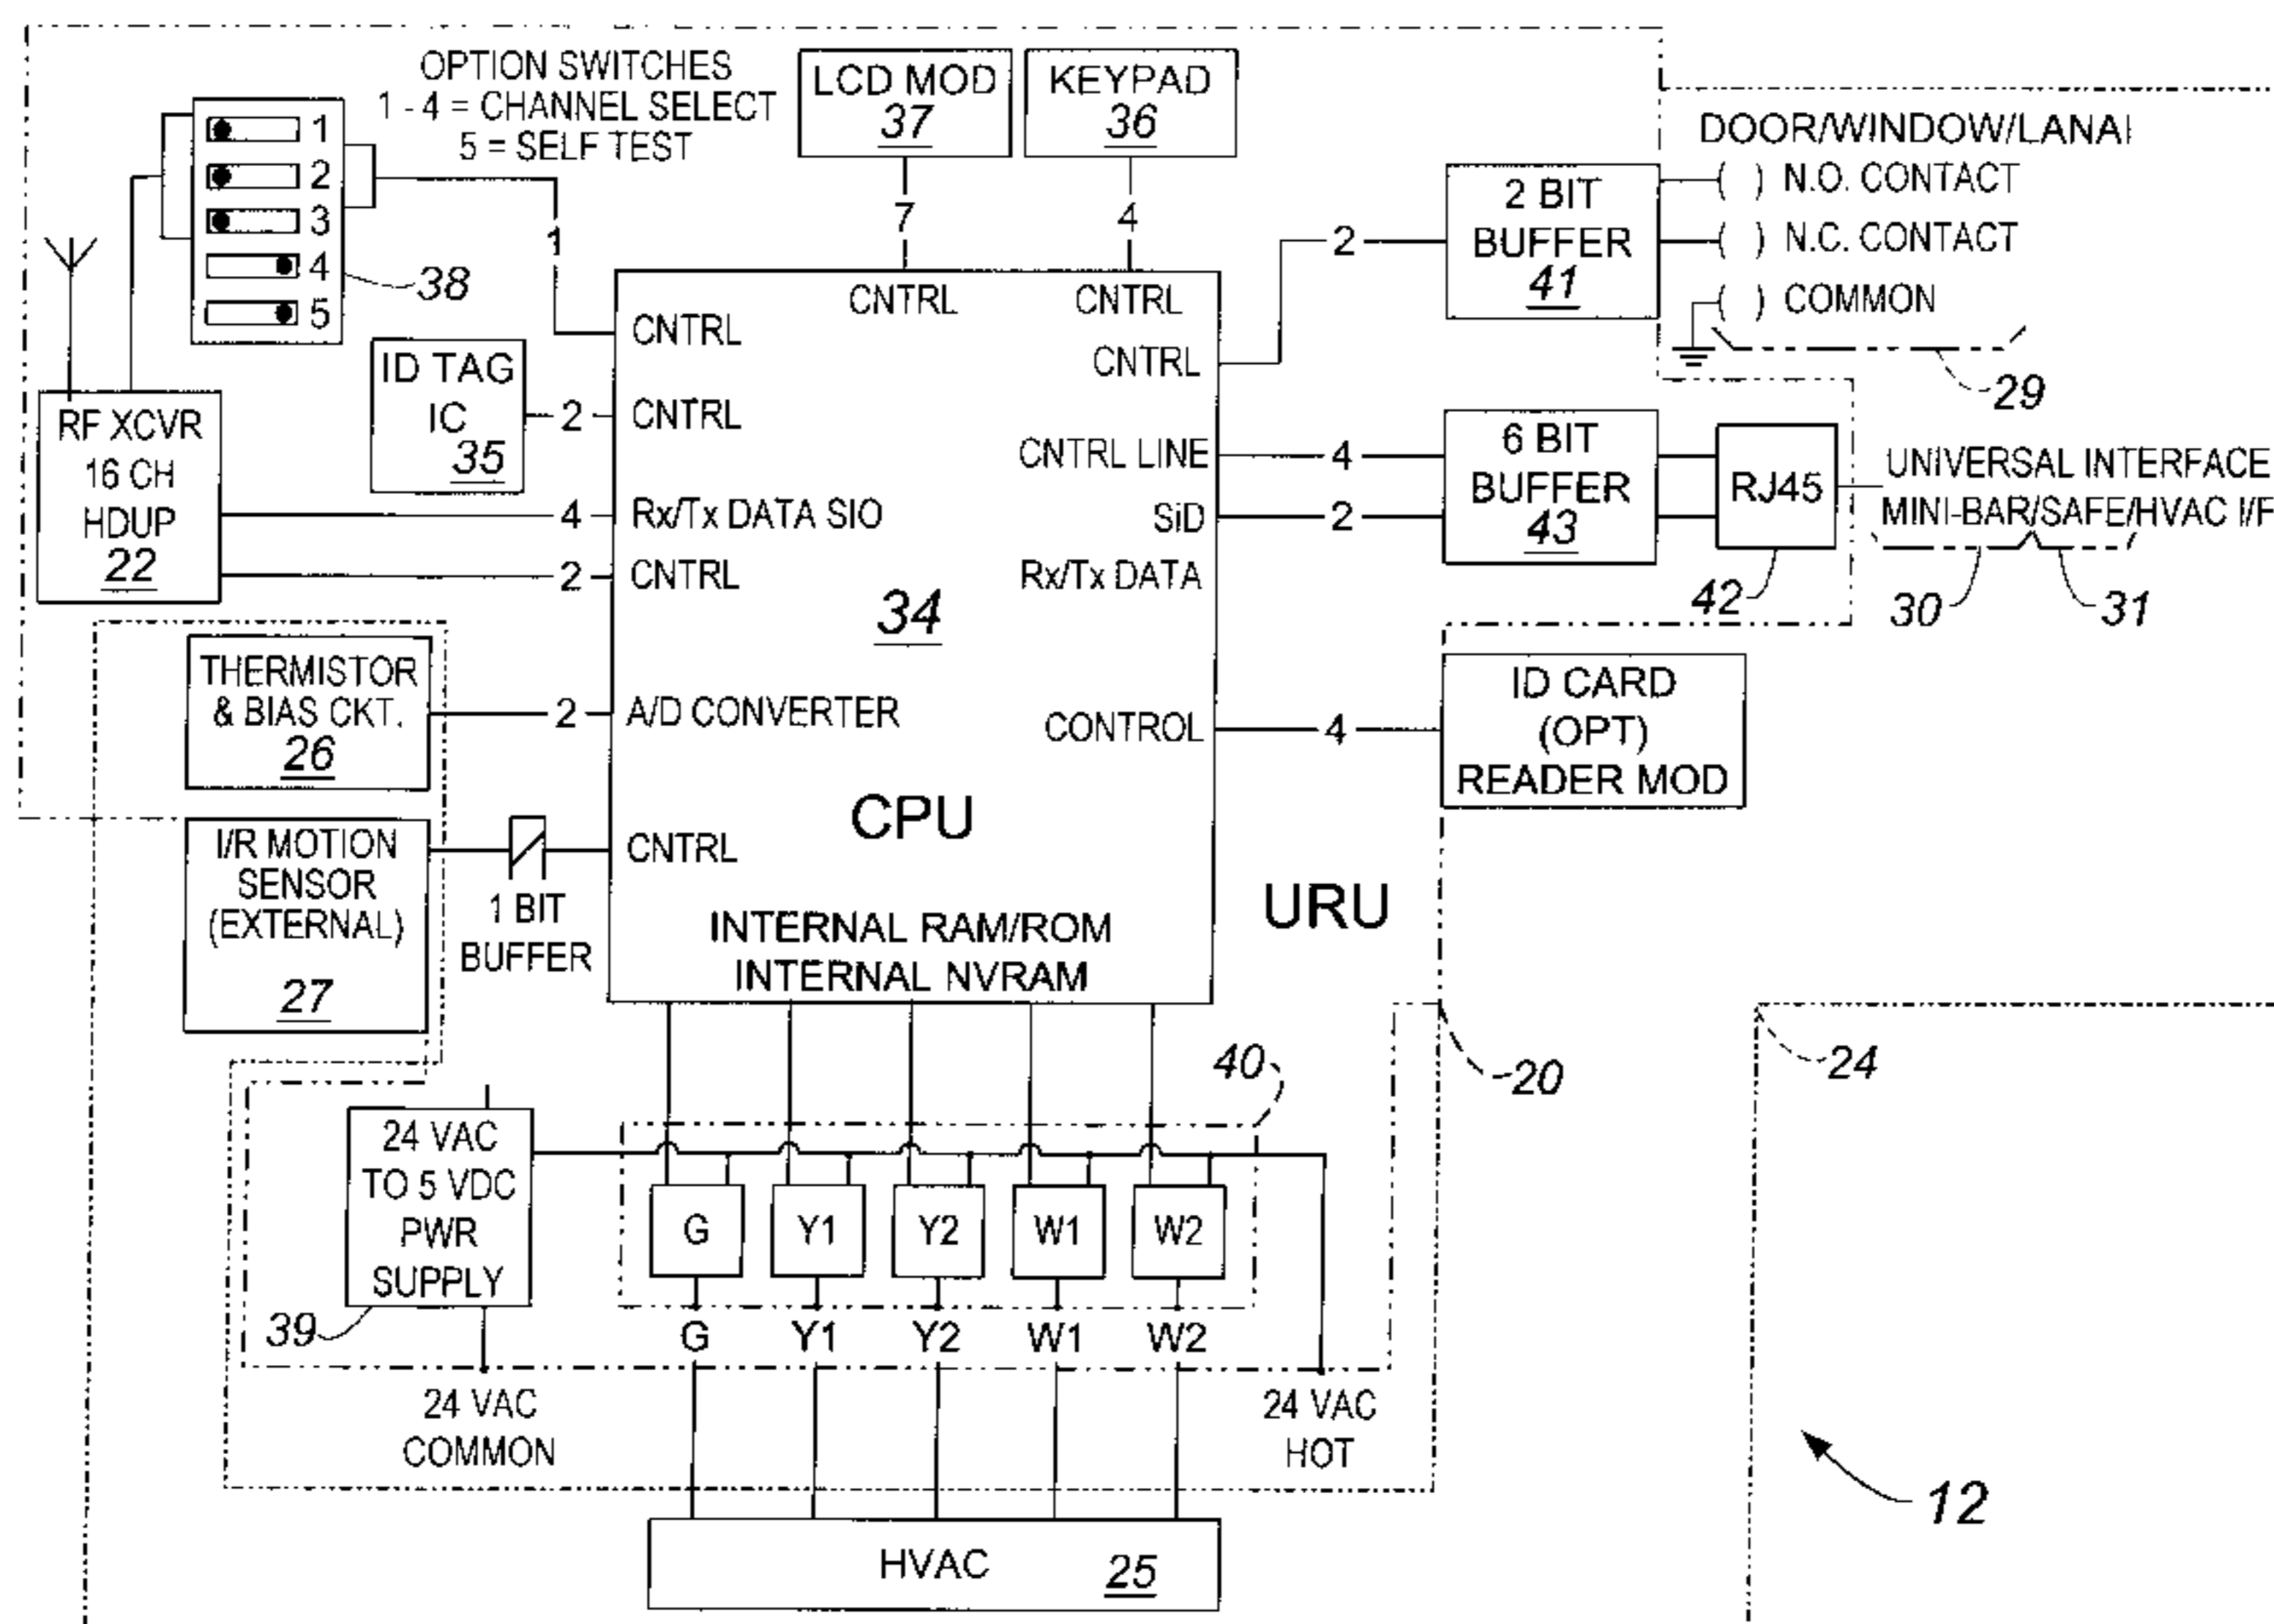 OPTION SWITCHES
1 - 4 = CHANNEL SELECT
5 = SELF TEST
1
2
3
4
5
38
LCD MOD
37
KEYPAD
36
7
4
1
DOOR/WINDOW/LANAI
2 BIT
BUFFER
41
N.O. CONTACT
N.C. CONTACT
COMMON
29
2
ID TAG
IC
35
2
RF XCVR
16 CH
HDUP
22
4
2
CNTRL
CNTRL
CNTRL
CNTRL
CNTRL
CNTRL LINE
Rx/Tx DATA SIO
SiD
CNTRL
Rx/Tx DATA
34
A/D CONVERTER
CONTROL
CPU
CNTRL
INTERNAL RAM/ROM
INTERNAL NVRAM
4
2
6 BIT
BUFFER
43
RJ45
42
UNIVERSAL INTERFACE
MINI-BAR/SAFE/HVAC I/F
30
31
THERMISTOR
& BIAS CKT.
26
2
4
ID CARD
(OPT)
READER MOD
I/R MOTION
SENSOR
(EXTERNAL)
27
1 BIT
BUFFER
URU
20
24
40
24 VAC
TO 5 VDC
PWR
SUPPLY
39
G
Y1
Y2
W1
W2
G
Y1
Y2
W1
W2
24 VAC
COMMON
24 VAC
HOT
HVAC
25
12